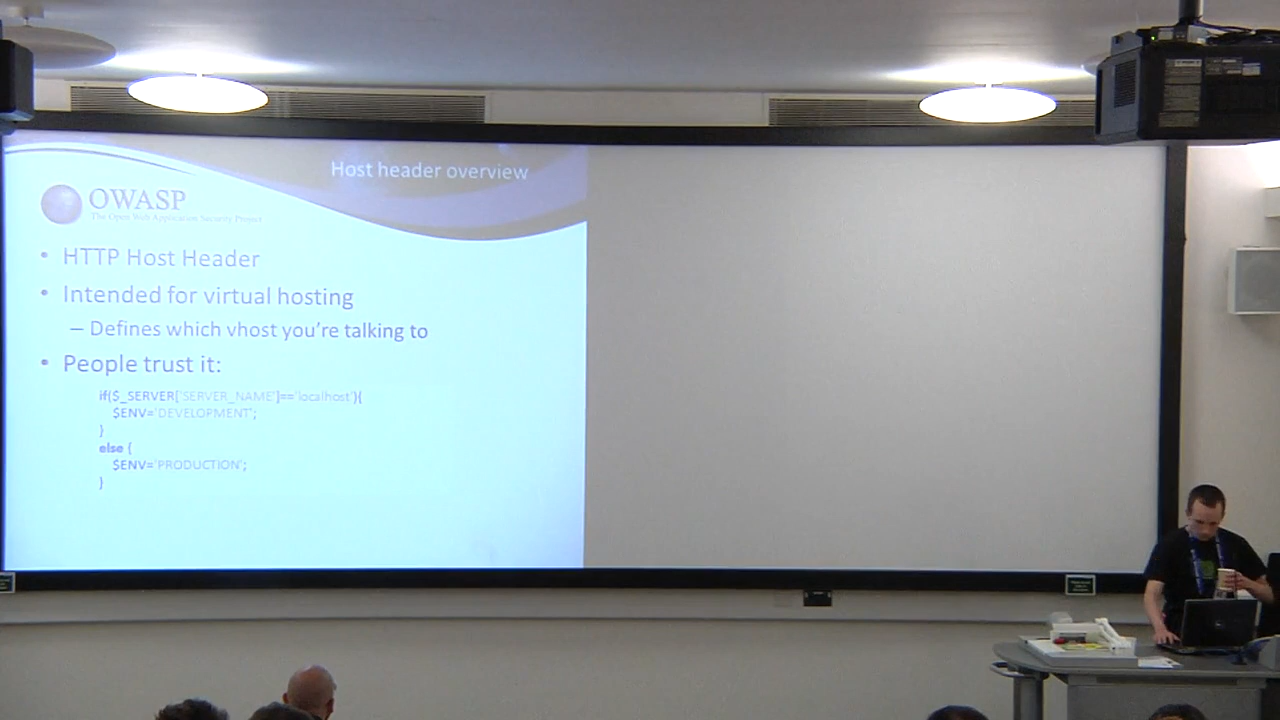 Host header overview
OWASP
The Open Web Application Security Project
• HTTP Host Header
• Intended for virtual hosting
– Defines which vhost you're talking to
• People trust it:
if($_SERVER['SERVER_NAME']=='localhost'){
$ENV='DEVELOPMENT';
}
else {
$ENV='PRODUCTION';
}